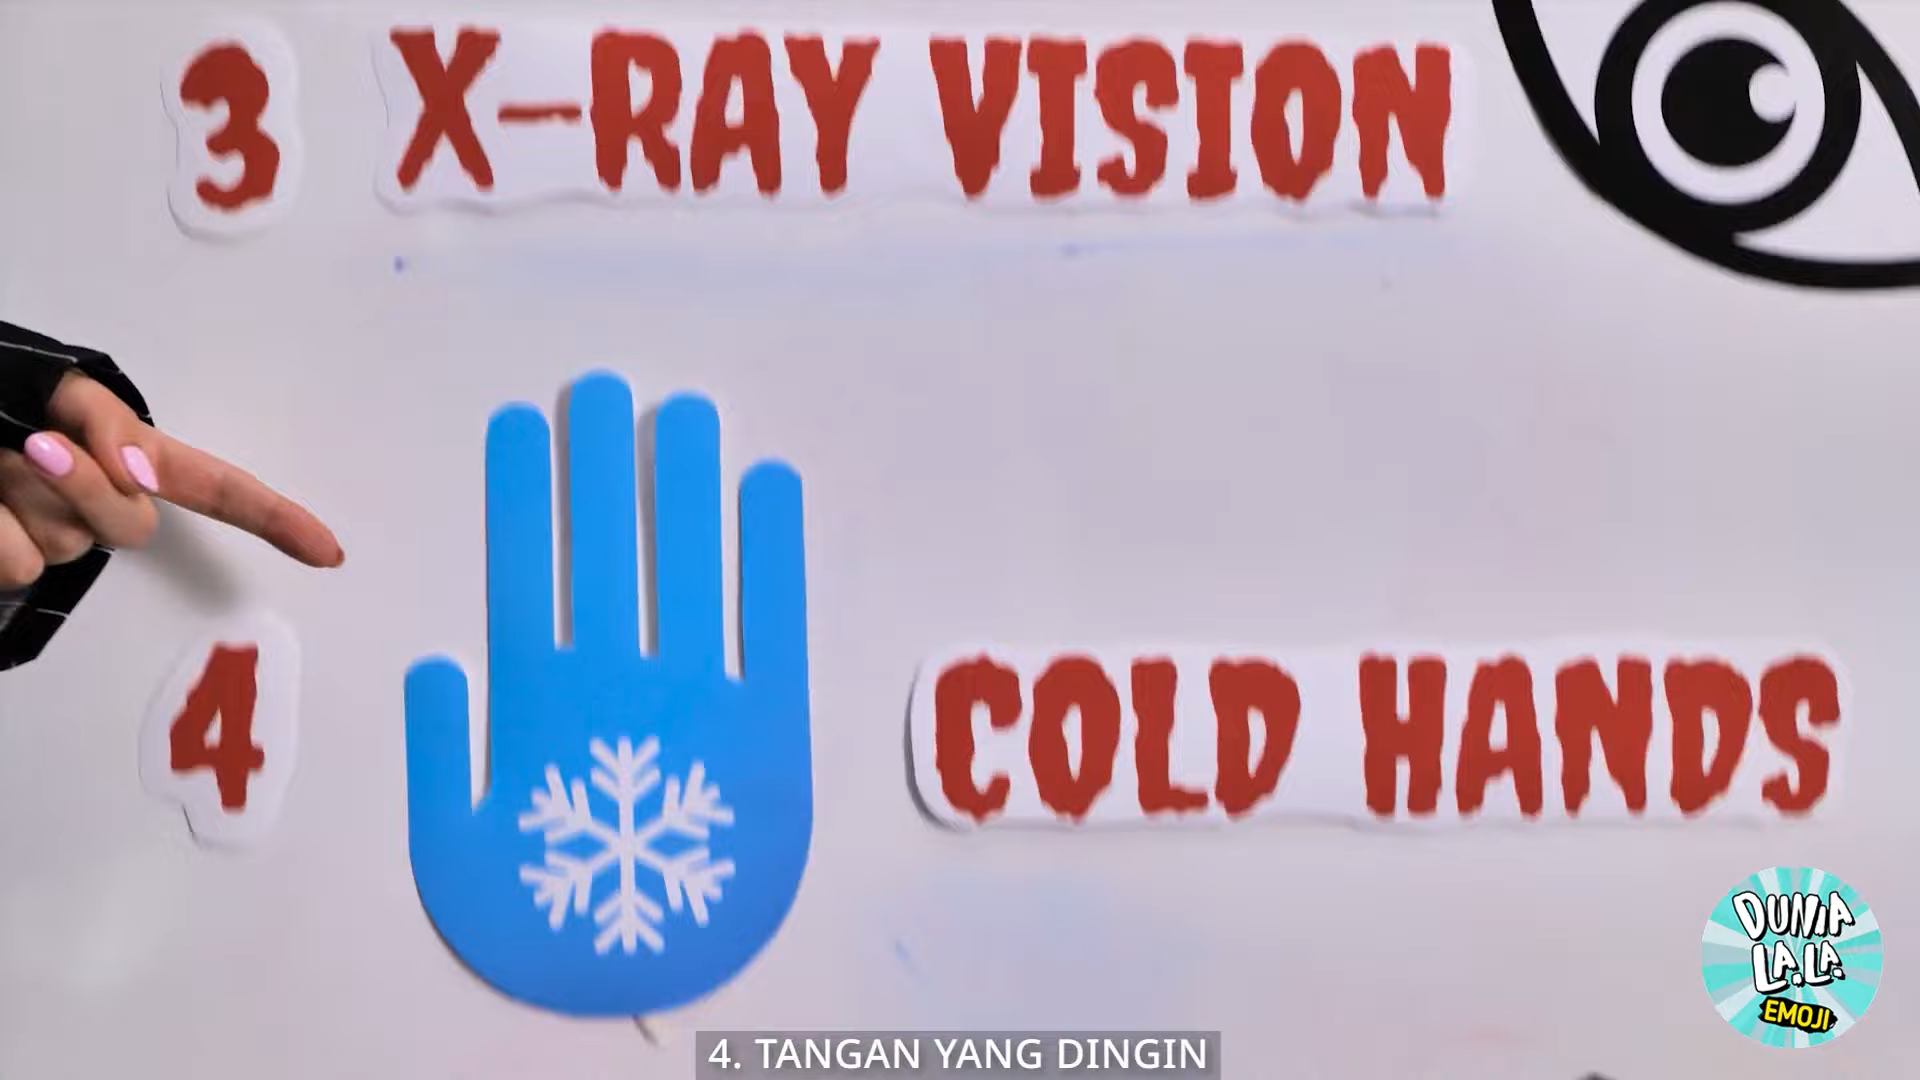 3 X-RAY VISION
4 COLD HANDS
DUNIA
LA.LA.
EMOJI
4. TANGAN YANG DINGIN